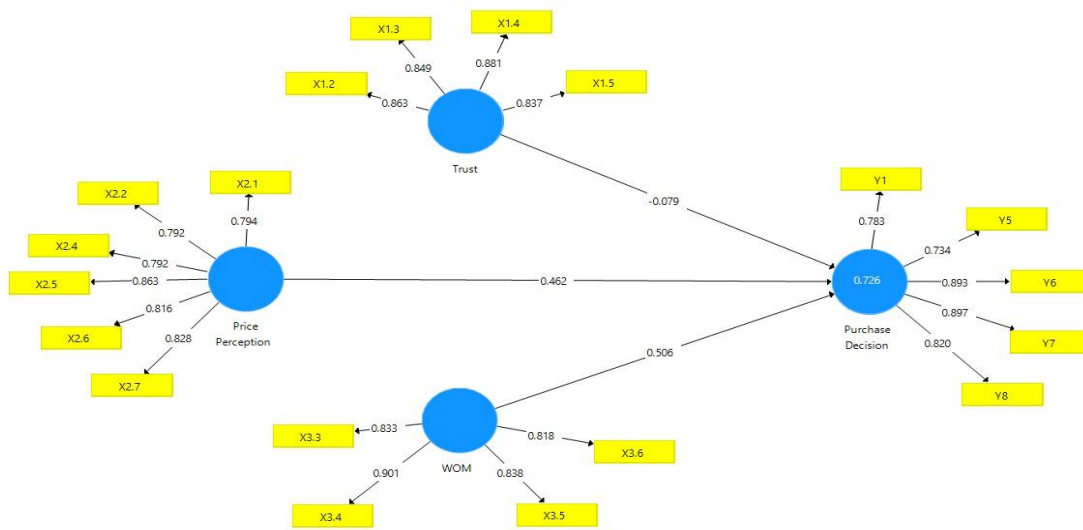 X1.3
X1.4
0.849
0.881
X1.2
X1.5
0.863
0.837
Trust
X2.1
X2.2
0.794
0.792
X2.4
0.792
X2.5
0.863
X2.6
0.816
0.828
X2.7
Price
Perception
-0.079
0.462
0.506
Y1
0.783
Y5
0.734
0.726
0.893
Y6
0.897
Y7
0.820
Y8
Purchase
Decision
X3.3
0.833
0.818
X3.6
0.901
0.838
WOM
X3.4
X3.5